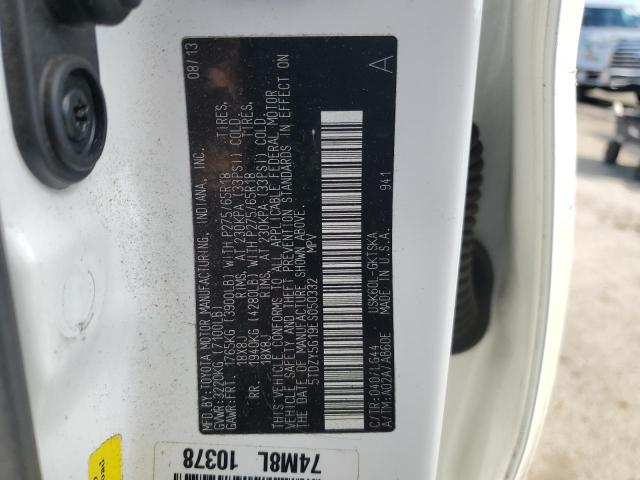 MFD.BY:TOYOTA MOTOR MANUFACTURING, INDIANA, INC. 08/13
GVWR:3220KG (7100LB)
GAWR:FRT. 1765KG (3900LB) WITH P275/65R18 TIRES,
18X8J RIMS, AT 230KPA (33PSI) COLD.
RR. 1940KG (4280LB) WITH P275/65R18 TIRES,
18X8J RIMS, AT 230KPA (33PSI) COLD.
THIS VEHICLE CONFORMS TO ALL APPLICABLE FEDERAL MOTOR
VEHICLE SAFETY AND THEFT PREVENTION STANDARDS IN EFFECT ON
THE DATE OF MANUFACTURE SHOWN ABOVE.
5TDZY5G19ES050332 MPV
A
C/TR:040/LG44 USK60L-GKTSKA
A/TM:A02A/AB60E MADE IN U.S.A. 941
74M8L 10378